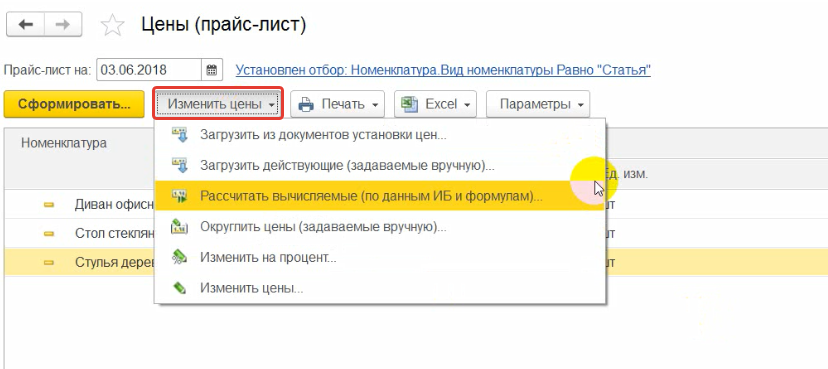 Цены (прайс-лист)
Прайс-лист на: 03.06.2018 Установлен отбор: Номенклатура.Вид номенклатуры Равно "Статья"
Сформировать... Изменить цены Печать Excel Параметры
Номенклатура
Загрузить из документов установки цен...
Загрузить действующие (задаваемые вручную)...
Ед. изм.
Рассчитать вычисляемые (по данным ИБ и формулам)...
Диван офисн шт
Округлить цены (задаваемые вручную)...
Стол стеклян шт
Изменить на процент...
Стулья дерев шт
Изменить цены...